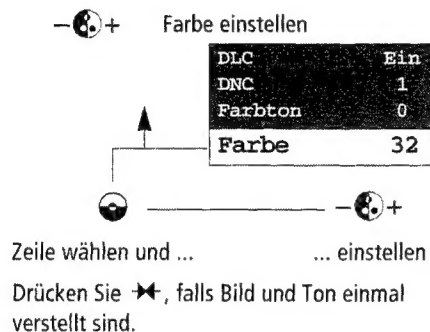 Farbe einstellen
DLC Ein
DNC 1
Farbton 0
Farbe 32
Zeile wählen und ... ... einstellen
Drücken Sie , falls Bild und Ton einmal
verstellt sind.